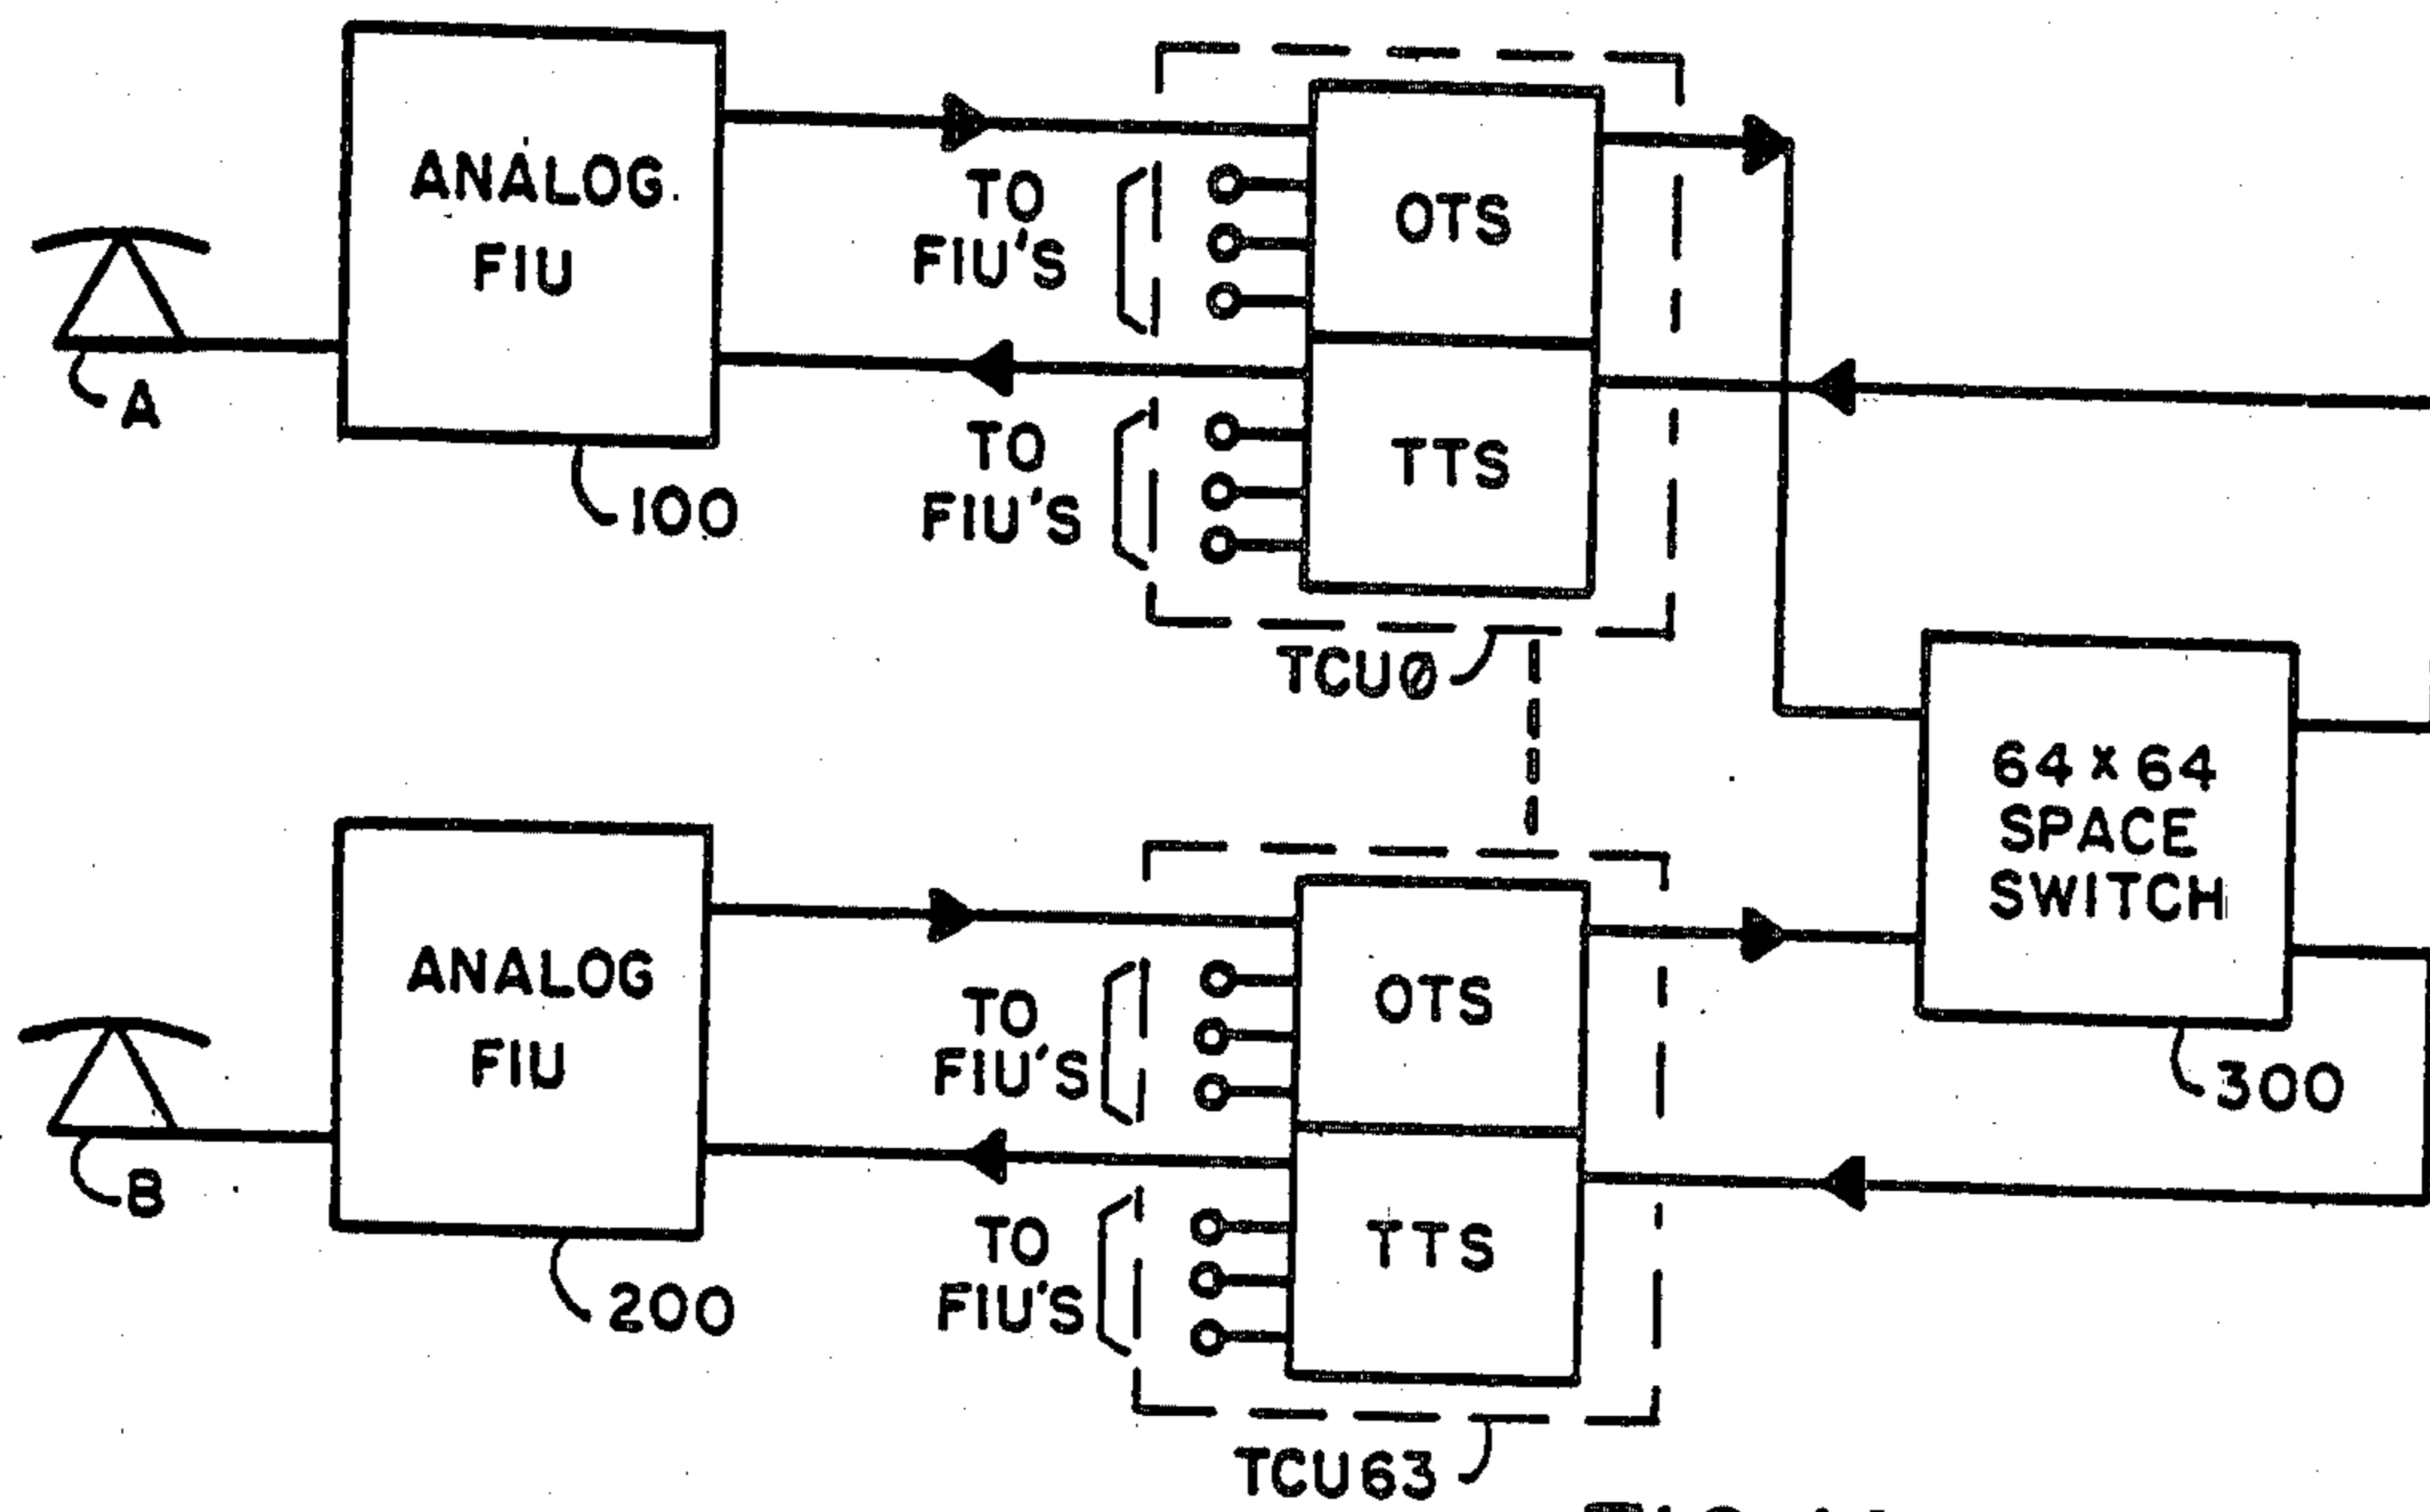 ANALOG
FIU
A
100
TO
FIU'S
TO
FIU'S
OTS
TTS
TCU0
64×64
SPACE
SWITCH
300
ANALOG
FIU
B
200
TO
FIU'S
TO
FIU'S
OTS
TTS
TCU63